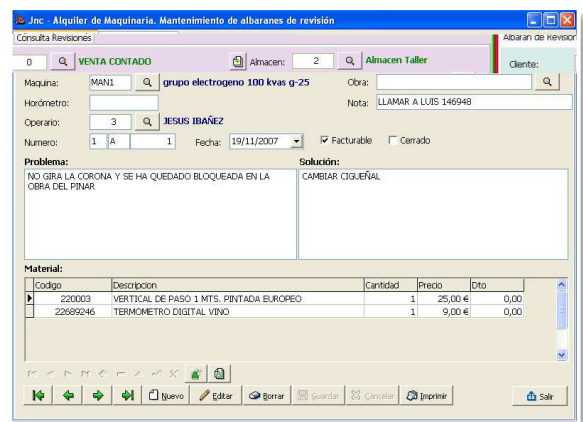 Jnc - Alquiler de Maquinaria. Mantenimiento de albaranes de revisión
Consulta Revisiones
Albaran de Revision
0 VENTA CONTADO Almacen: 2 Almacen Taller Cliente:
Maquina: MAN1 grupo electrogeno 100 kvas g-25 Obra:
Horómetro: Nota: LLAMAR A LUIS 146948
Operario: 3 JESUS IBAÑEZ
Numero: 1 A 1 Fecha: 19/11/2007 Facturable Cerrado
Problema: Solución:
NO GIRA LA CORONA Y SE HA QUEDADO BLOQUEADA EN LA CAMBIAR CIGUEÑAL
OBRA DEL PINAR
Material:
Codigo Descripcion Cantidad Precio Dto
220003 VERTICAL DE PASO 1 MTS. PINTADA EUROPEO 1 25,00 € 0,00
22689246 TERMOMETRO DIGITAL VINO 1 9,00 € 0,00
Nuevo Editar Borrar Guardar Cancelar Imprimir Salir